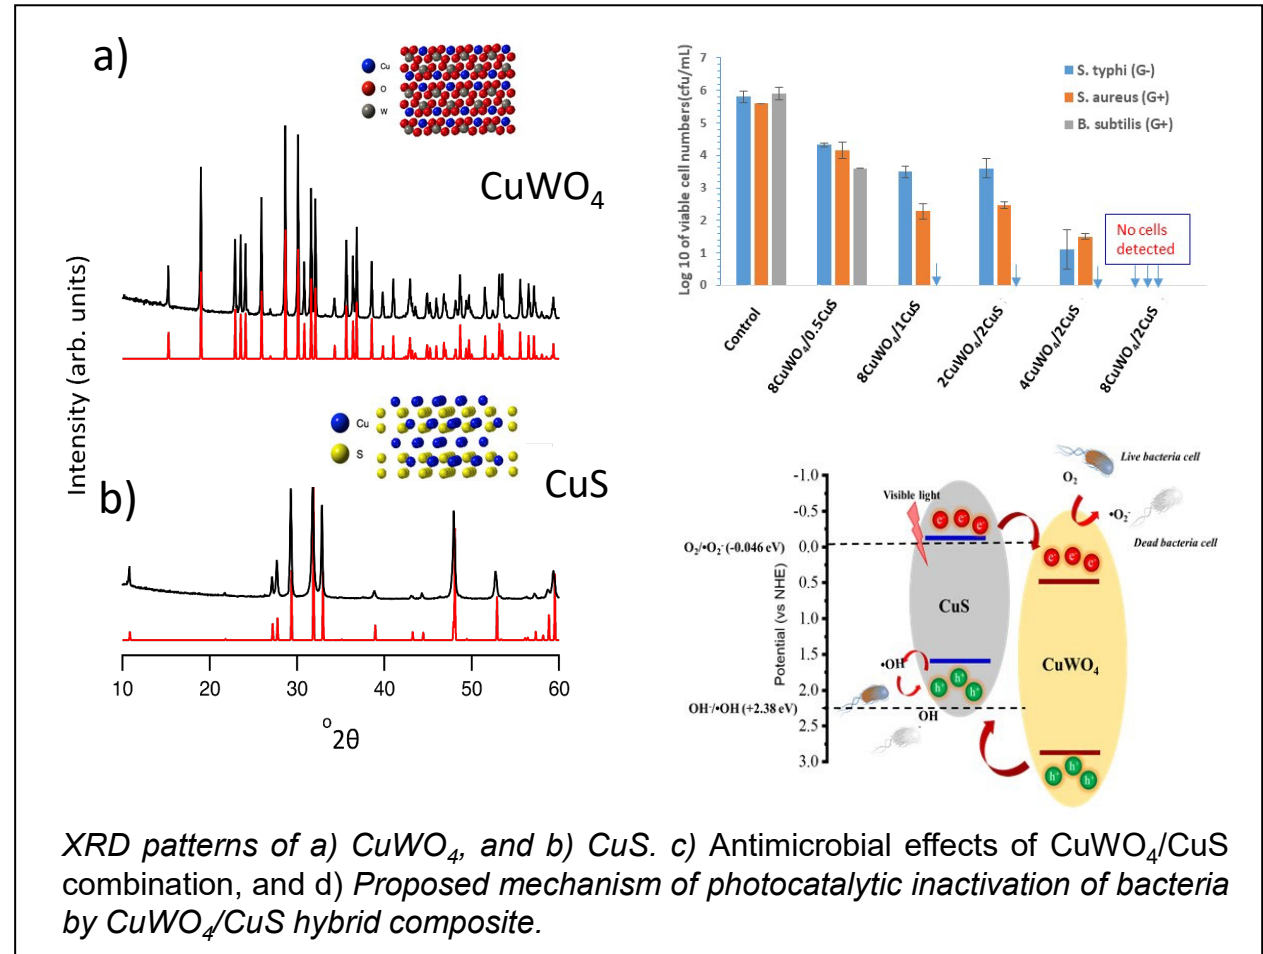 a)
Cu
O
W
CuWO₄
Intensity (arb. units)
Cu
S
b)
CuS
10 20 30 40 50 60
°2θ
Log 10 of viable cell numbers(cfu/mL)
7
6
5
4
3
2
1
0
S. typhi (G-)
S. aureus (G+)
B. subtilis (G+)
No cells
detected
Control
8CuWO₄/0.5CuS
8CuWO₄/1CuS
2CuWO₄/2CuS
4CuWO₄/2CuS
8CuWO₄/2CuS
Potential (vs NHE)
-1.0
-0.5
0.0
0.5
1.0
1.5
2.0
2.5
3.0
Visible light
O₂/•O₂⁻ (-0.046 eV)
OH⁻/•OH (+2.38 eV)
e⁻ e⁻ e⁻
CuS
•OH
h⁺ h⁺ h⁺
OH
Live bacteria cell
O₂
•O₂⁻
Dead bacteria cell
e⁻ e⁻ e⁻
CuWO₄
h⁺ h⁺ h⁺
XRD patterns of a) CuWO₄, and b) CuS. c) Antimicrobial effects of CuWO₄/CuS
combination, and d) Proposed mechanism of photocatalytic inactivation of bacteria
by CuWO₄/CuS hybrid composite.